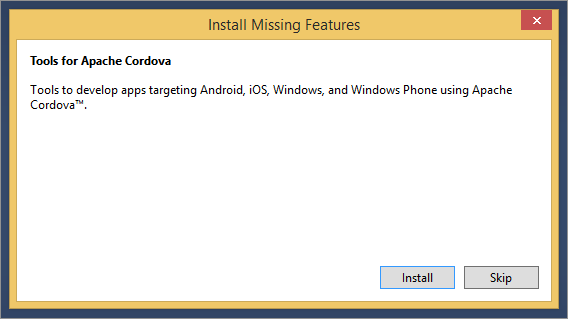 Install Missing Features
Tools for Apache Cordova
Tools to develop apps targeting Android, iOS, Windows, and Windows Phone using Apache
Cordova™.
Install
Skip